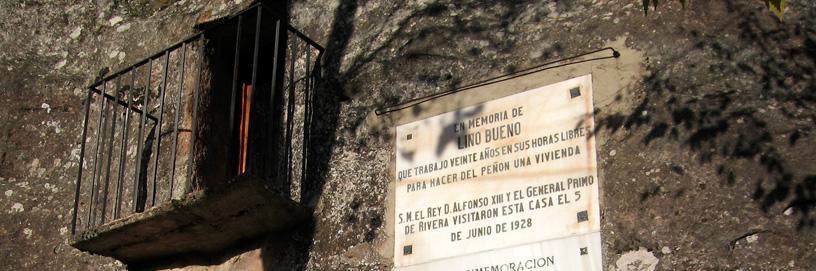 EN MEMORIA DE
LINO BUENO
QUE TRABAJO VEINTE AÑOS EN SUS HORAS LIBRES
PARA HACER DEL PEÑON UNA VIVIENDA
S.M. EL REY D. ALFONSO XIII Y EL GENERAL PRIMO
DE RIVERA VISITARON ESTA CASA EL 5
DE JUNIO DE 1928